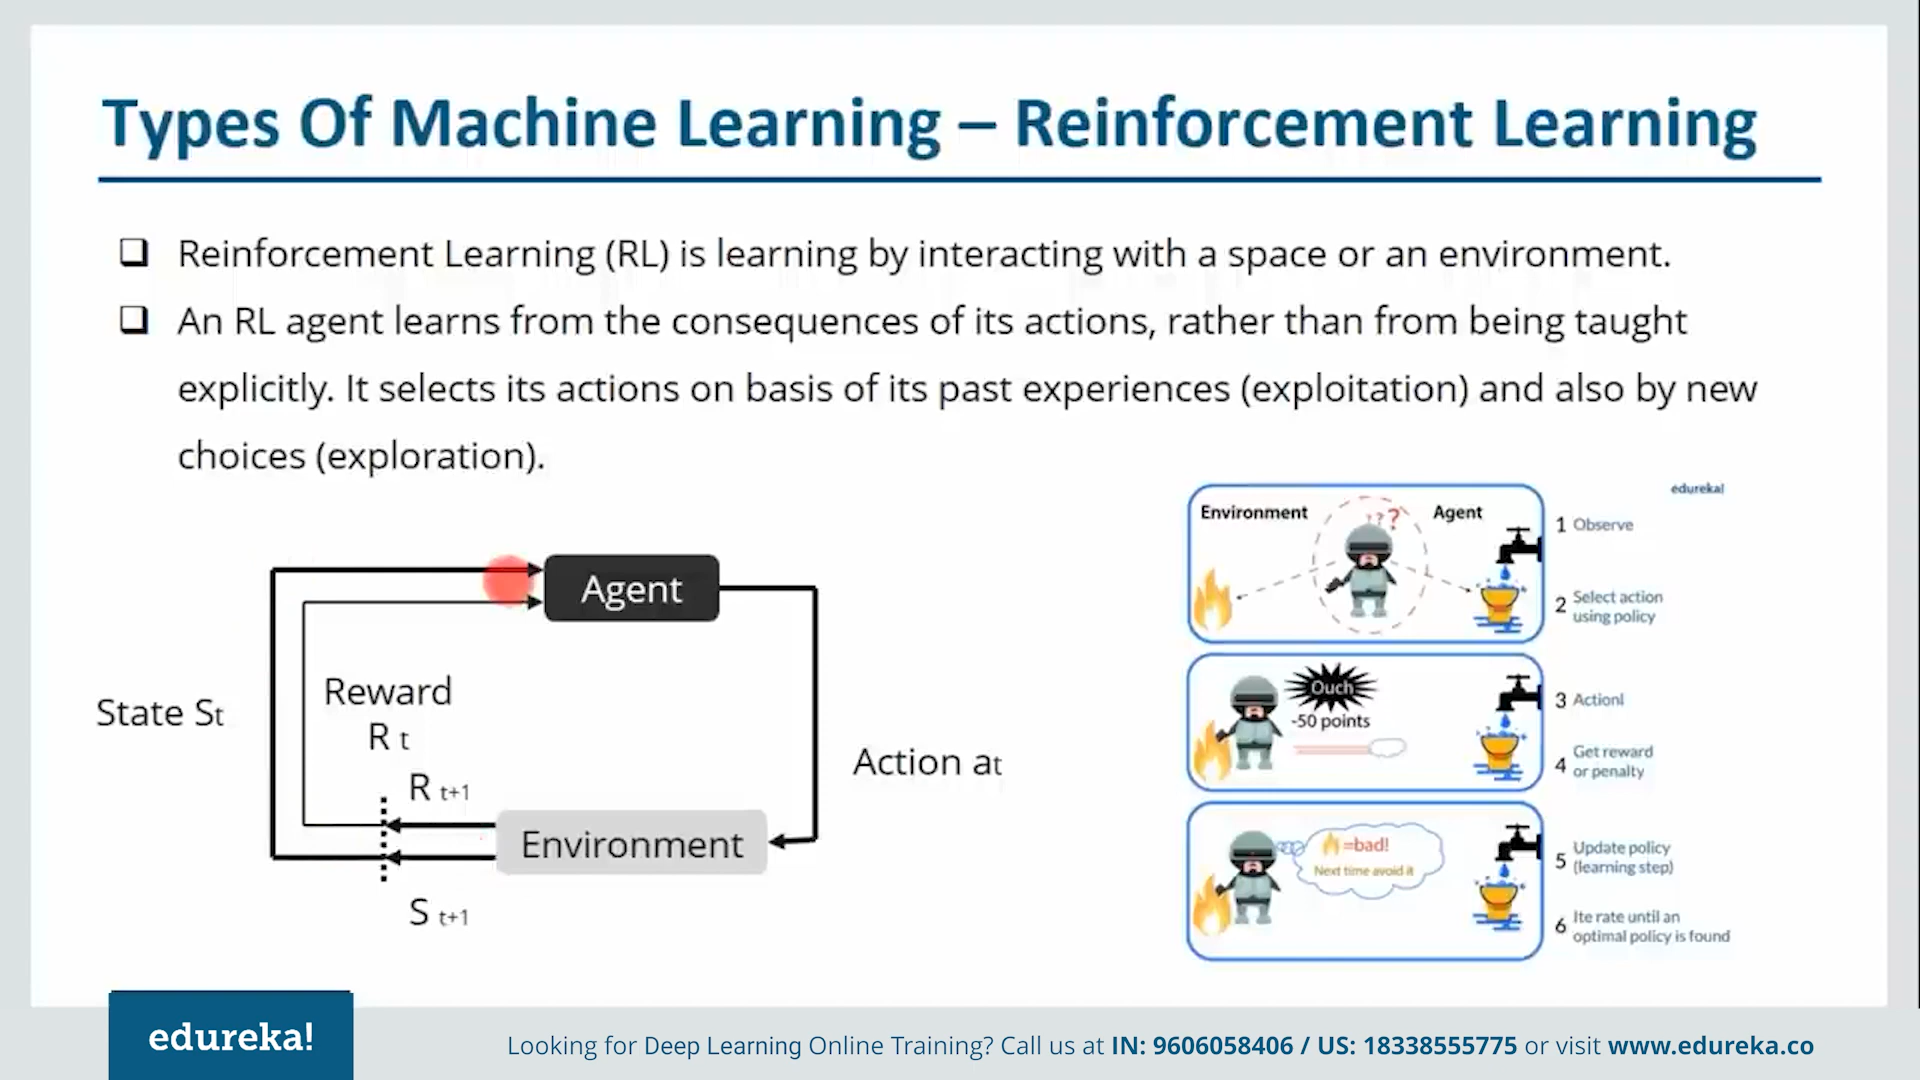 Types Of Machine Learning – Reinforcement Learning
Reinforcement Learning (RL) is learning by interacting with a space or an environment.
An RL agent learns from the consequences of its actions, rather than from being taught
explicitly. It selects its actions on basis of its past experiences (exploitation) and also by new
choices (exploration).
Agent
State St
Reward
R t
R t+1
Action at
Environment
S t+1
edureka!
Environment
??? Agent
1 Observe
2 Select action
using policy
Ouch
-50 points
3 Action!
4 Get reward
or penalty
=bad!
Next time avoid it
5 Update policy
(learning step)
6 Ite rate until an
optimal policy is found
edureka!
Looking for Deep Learning Online Training? Call us at IN: 9606058406 / US: 18338555775 or visit www.edureka.co